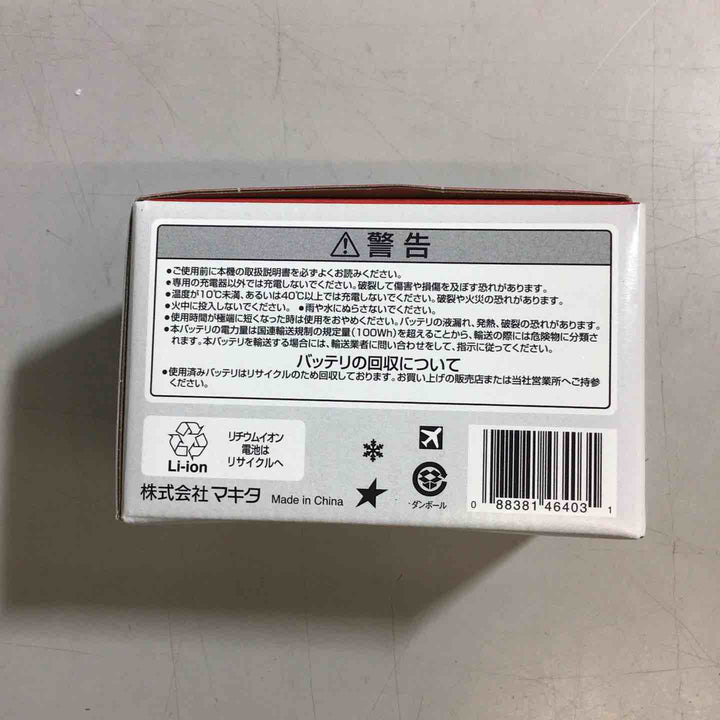 警告
●ご使用前に本機の取扱説明書を必ずよくお読みください。
●専用の充電器以外では充電しないでください。破裂して傷害や損傷を及ぼす恐れがあります。
●温度が10℃未満、あるいは40℃以上では充電しないでください。破裂や火災の恐れがあります。
●火中に投入しないでください。 ●雨や水にぬらさないでください。
●使用時間が極端に短くなった時は使用をおやめください。バッテリの液漏れ、発熱、破裂の恐れがあります。
●本バッテリの電力量は国連輸送規制の規定量(100Wh)を超えることから、輸送の際には危険物に分類さ
れます。本バッテリを輸送する場合には、輸送業者に問い合わせをして、指示に従ってください。
バッテリの回収について
●使用済みバッテリはリサイクルのため回収しております。お買い上げの販売店または当社営業所へご持参
ください。
Li-ion
リチウムイオン
電池は
リサイクルへ
株式会社マキタ Made in China
ダンボール
0 88381 46403 1